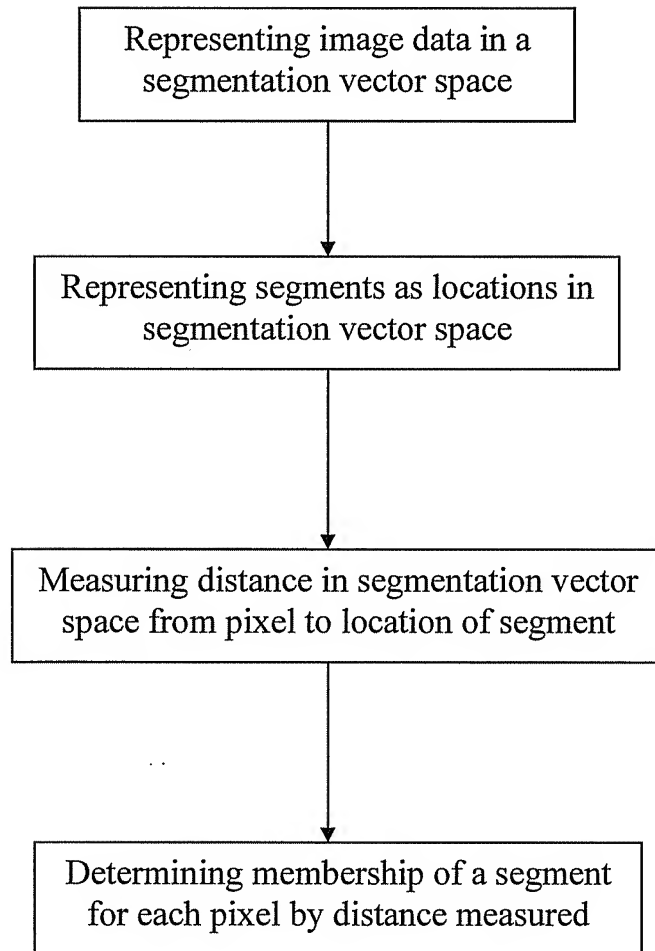 Representing image data in a
segmentation vector space
Representing segments as locations in
segmentation vector space
Measuring distance in segmentation vector
space from pixel to location of segment
Determining membership of a segment
for each pixel by distance measured